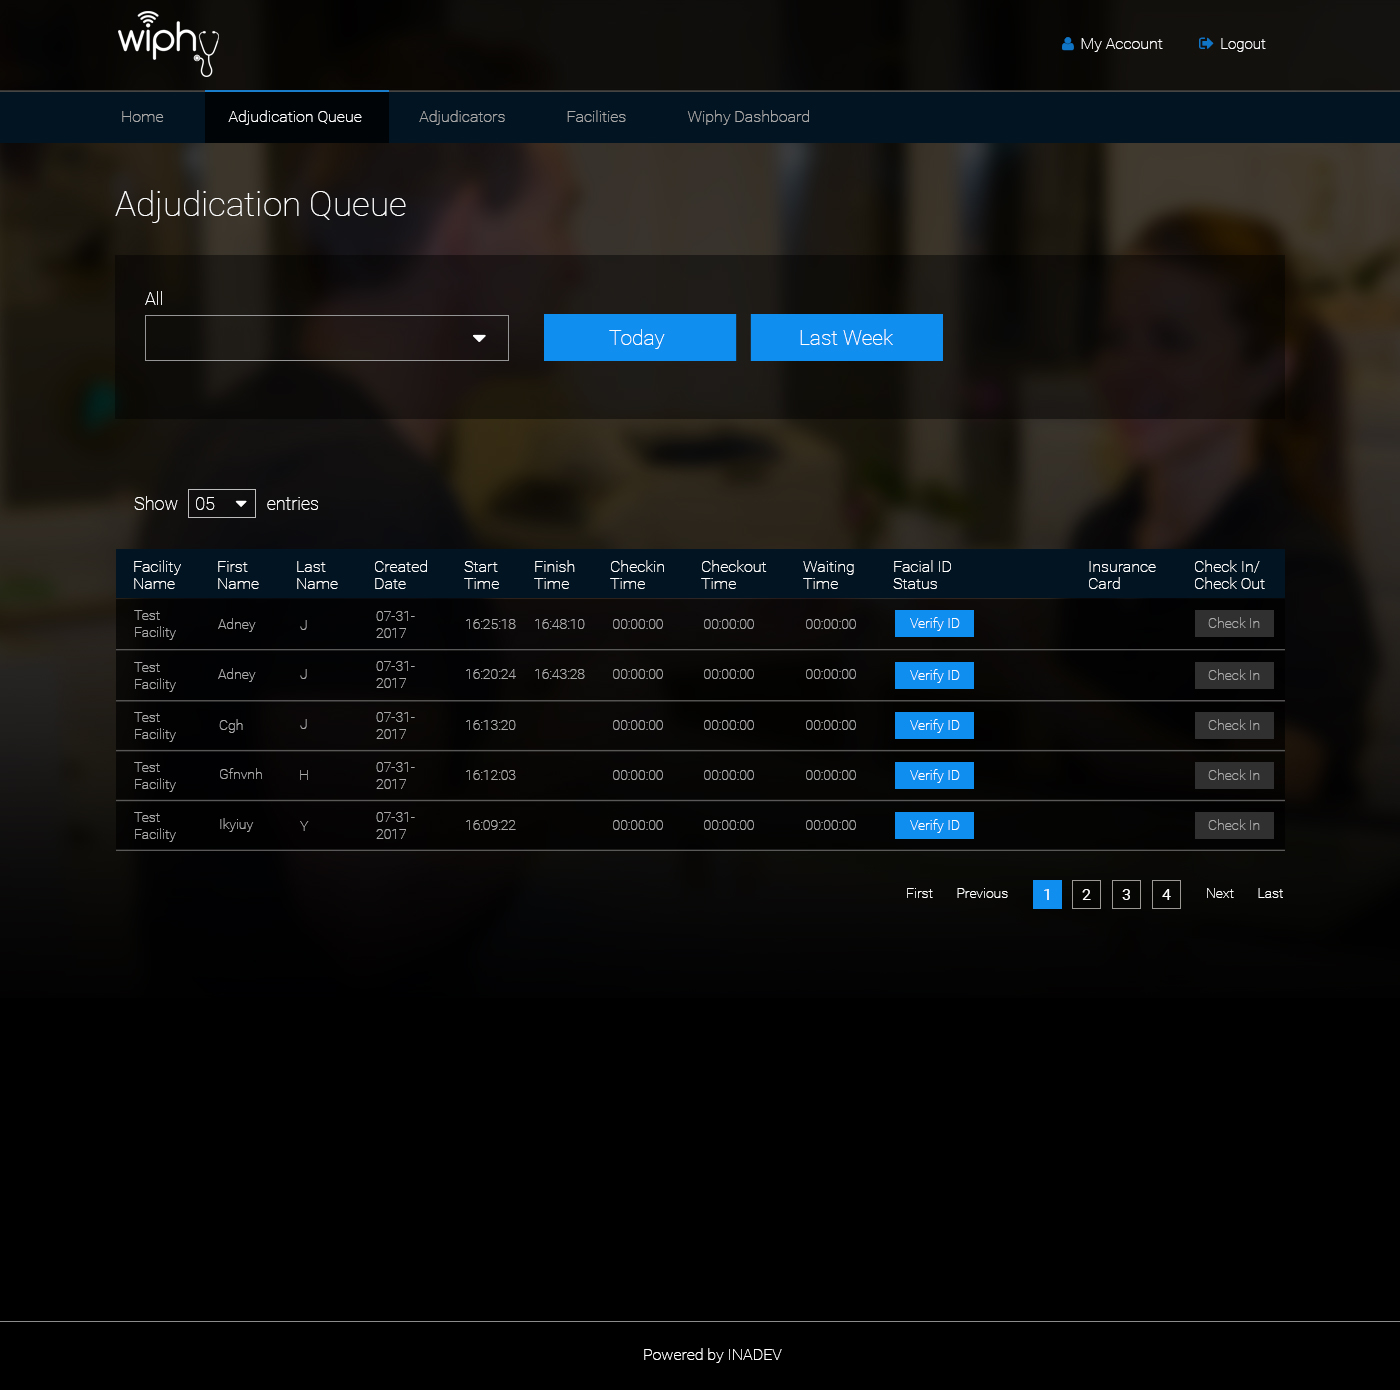 wiphy
My Account Logout
Home Adjudication Queue Adjudicators Facilities Wiphy Dashboard
Adjudication Queue
All
Today Last Week
Show 05 entries
Facility Name First Name Last Name Created Date Start Time Finish Time Checkin Time Checkout Time Waiting Time Facial ID Status Insurance Card Check In/ Check Out
Test Facility Adney J 07-31-2017 16:25:18 16:48:10 00:00:00 00:00:00 00:00:00 Verify ID Check In
Test Facility Adney J 07-31-2017 16:20:24 16:43:28 00:00:00 00:00:00 00:00:00 Verify ID Check In
Test Facility Cgh J 07-31-2017 16:13:20 00:00:00 00:00:00 00:00:00 Verify ID Check In
Test Facility Gfnvnh H 07-31-2017 16:12:03 00:00:00 00:00:00 00:00:00 Verify ID Check In
Test Facility Ikyiuy Y 07-31-2017 16:09:22 00:00:00 00:00:00 00:00:00 Verify ID Check In
First Previous 1 2 3 4 Next Last
Powered by INADEV